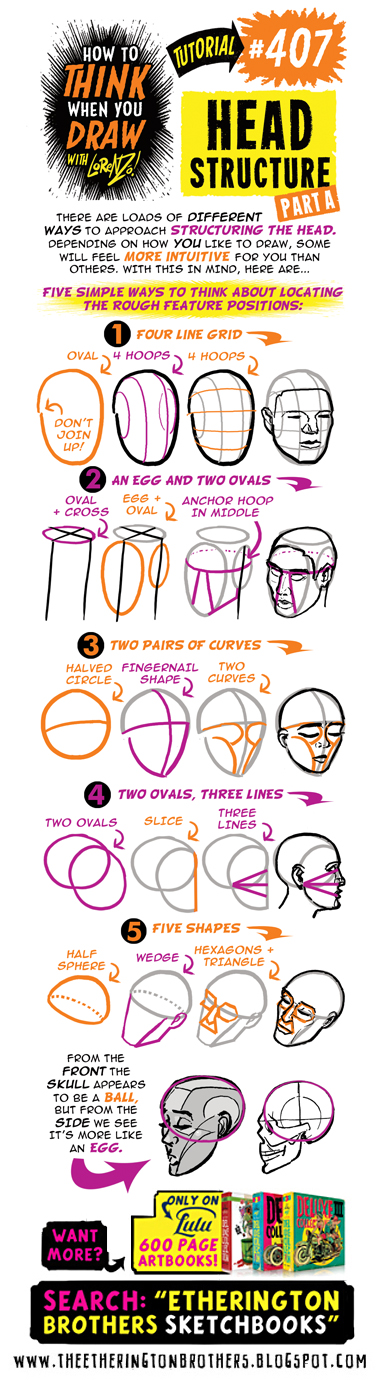 HOW TO
THINK
WHEN YOU
DRAW
WITH LORENZO!
TUTORIAL
#407
HEAD
STRUCTURE
PART A
THERE ARE LOADS OF DIFFERENT
WAYS TO APPROACH STRUCTURING THE HEAD.
DEPENDING ON HOW YOU LIKE TO DRAW, SOME
WILL FEEL MORE INTUITIVE FOR YOU THAN
OTHERS. WITH THIS IN MIND, HERE ARE...
FIVE SIMPLE WAYS TO THINK ABOUT LOCATING
THE ROUGH FEATURE POSITIONS:
1 FOUR LINE GRID
OVAL
4 HOOPS
4 HOOPS
DON'T
JOIN
UP!
2 AN EGG AND TWO OVALS
OVAL
+ CROSS
EGG +
OVAL
ANCHOR HOOP
IN MIDDLE
3 TWO PAIRS OF CURVES
HALVED
CIRCLE
FINGERNAIL
SHAPE
TWO
CURVES
4 TWO OVALS, THREE LINES
TWO OVALS
SLICE
THREE
LINES
5 FIVE SHAPES
HALF
SPHERE
WEDGE
HEXAGONS +
TRIANGLE
FROM THE
FRONT THE
SKULL APPEARS
TO BE A BALL,
BUT FROM THE
SIDE WE SEE
IT'S MORE LIKE
AN EGG.
WANT
MORE?
ONLY ON
Lulu
600 PAGE
ARTBOOKS!
DELUXE
III
SEARCH: "ETHERINGTON
BROTHERS SKETCHBOOKS"
WWW.THEETHERINGTONBROTHERS.BLOGSPOT.COM